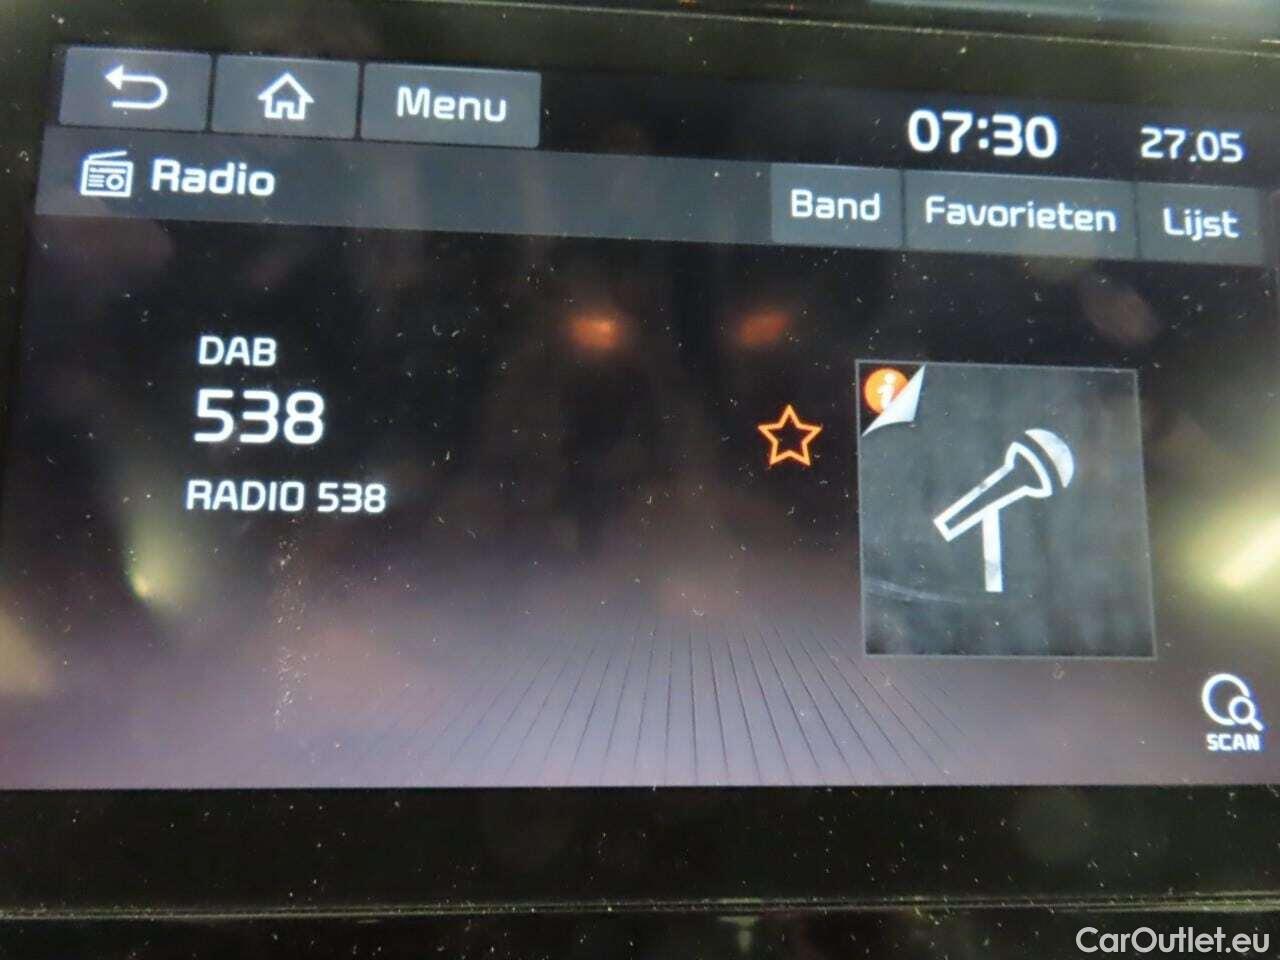 Menu
07:30
27.05
Radio
Band
Favorieten
Lijst
DAB
538
RADIO 538
i
SCAN
CarOutlet.eu